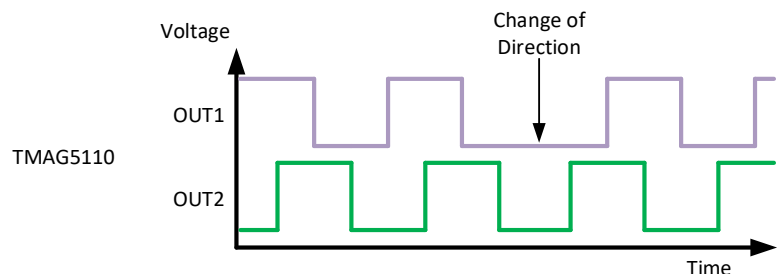 Voltage
Change of
Direction
OUT1
TMAG5110
OUT2
Time